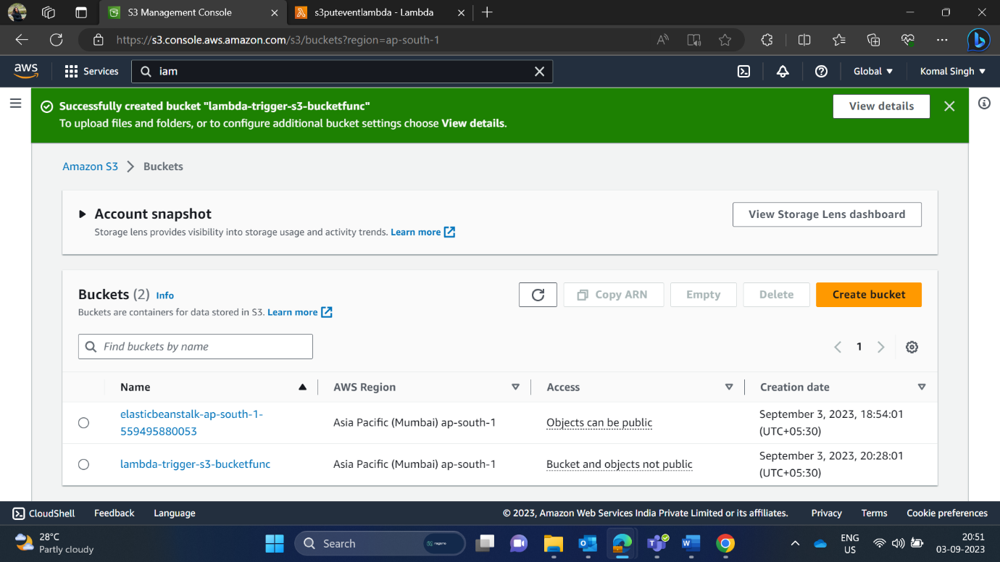 S3 Management Console
s3puteventlambda - Lambda
https://s3.console.aws.amazon.com/s3/buckets?region=ap-south-1
aws
Services
iam
Global
Komal Singh
Successfully created bucket "lambda-trigger-s3-bucketfunc"
To upload files and folders, or to configure additional bucket settings choose View details.
View details
Amazon S3
Buckets
Account snapshot
Storage lens provides visibility into storage usage and activity trends. Learn more
View Storage Lens dashboard
Buckets (2) Info
Buckets are containers for data stored in S3. Learn more
Copy ARN
Empty
Delete
Create bucket
Find buckets by name
1
Name
AWS Region
Access
Creation date
elasticbeanstalk-ap-south-1-
559495880053
Asia Pacific (Mumbai) ap-south-1
Objects can be public
September 3, 2023, 18:54:01
(UTC+05:30)
lambda-trigger-s3-bucketfunc
Asia Pacific (Mumbai) ap-south-1
Bucket and objects not public
September 3, 2023, 20:28:01
(UTC+05:30)
CloudShell
Feedback
Language
© 2023, Amazon Web Services India Private Limited or its affiliates.
Privacy
Terms
Cookie preferences
28°C
Partly cloudy
Search
ENG
US
20:51
03-09-2023